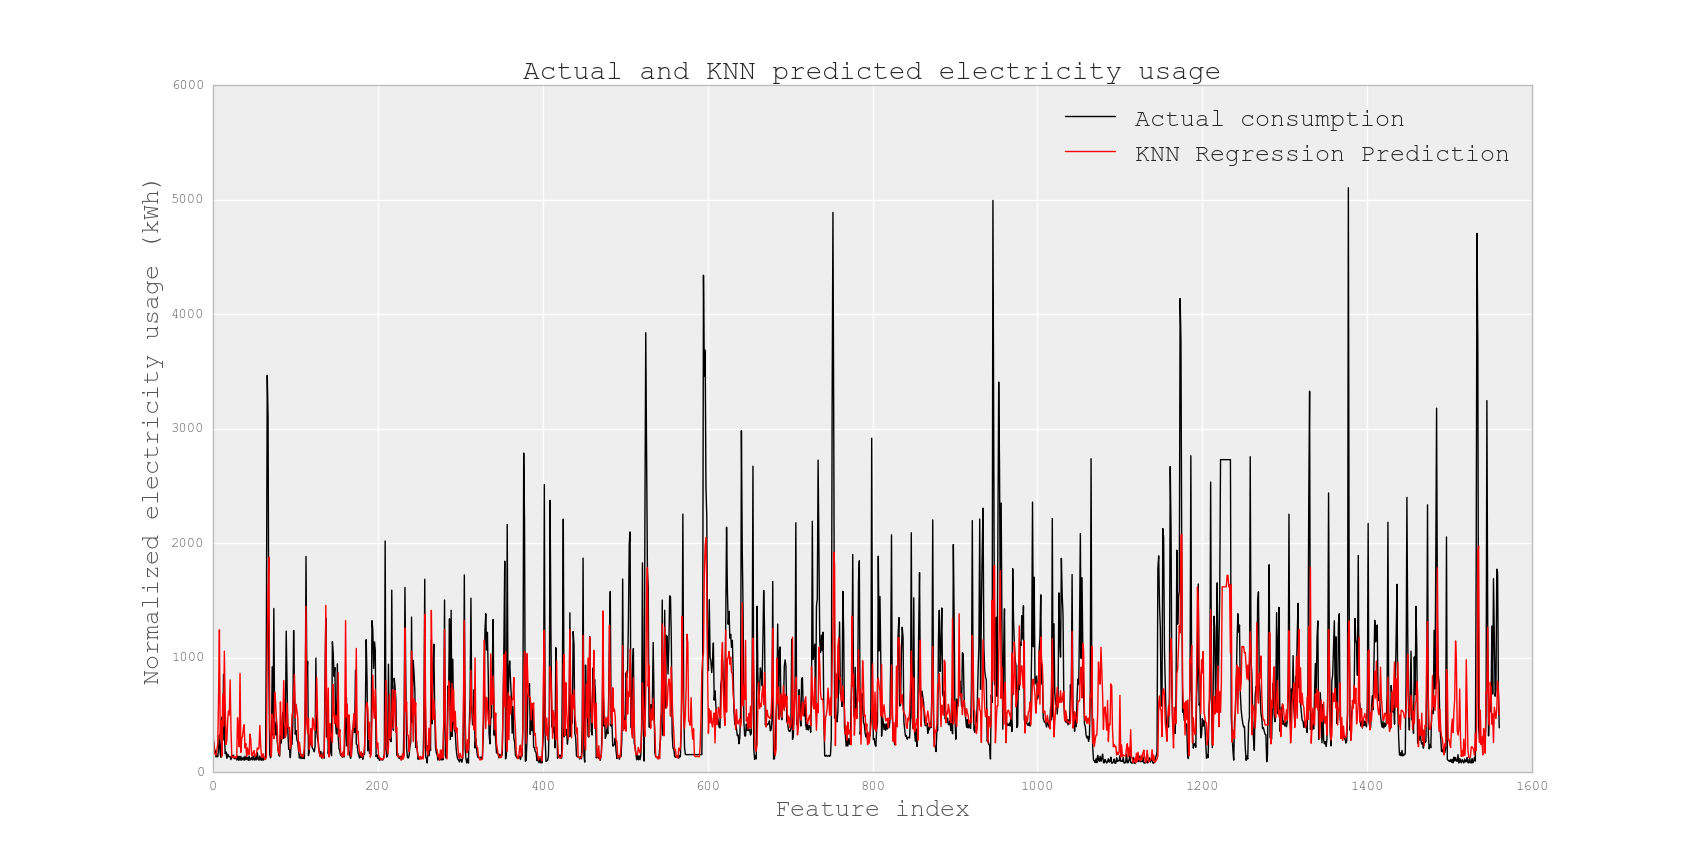 Actual and KNN predicted electricity usage
Actual consumption
KNN Regression Prediction
Normalized electricity usage (kWh)
6000
5000
4000
3000
2000
1000
0
0 200 400 600 800 1000 1200 1400 1600
Feature index